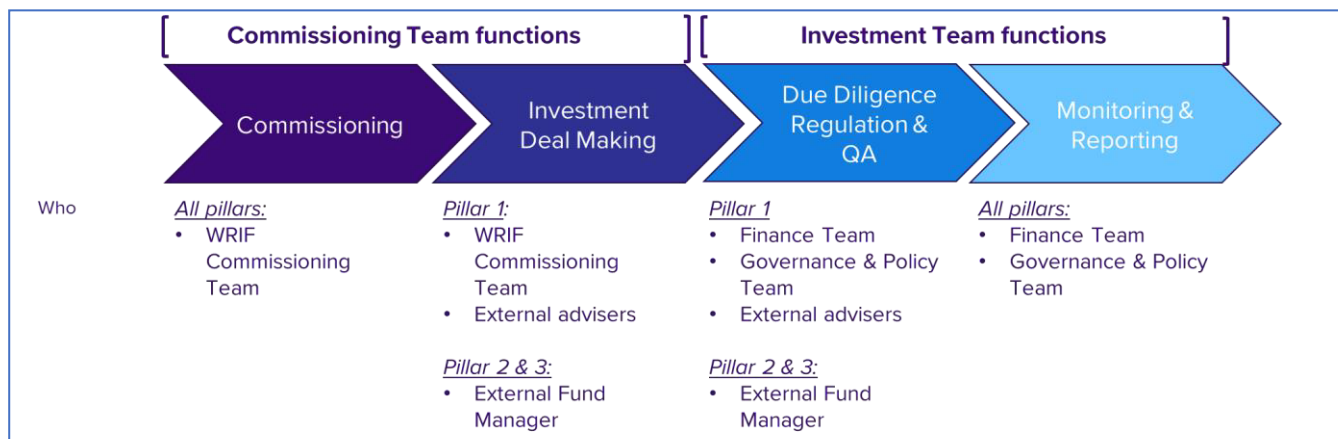 Commissioning Team functions
Investment Team functions
Commissioning
Investment
Deal Making
Due Diligence
Regulation &
QA
Monitoring &
Reporting
Who
All pillars:
• WRIF
Commissioning
Team
Pillar 1:
• WRIF
Commissioning
Team
• External advisers
Pillar 2 & 3:
• External Fund
Manager
Pillar 1
• Finance Team
• Governance & Policy
Team
• External advisers
Pillar 2 & 3:
• External Fund
Manager
All pillars:
• Finance Team
• Governance & Policy
Team